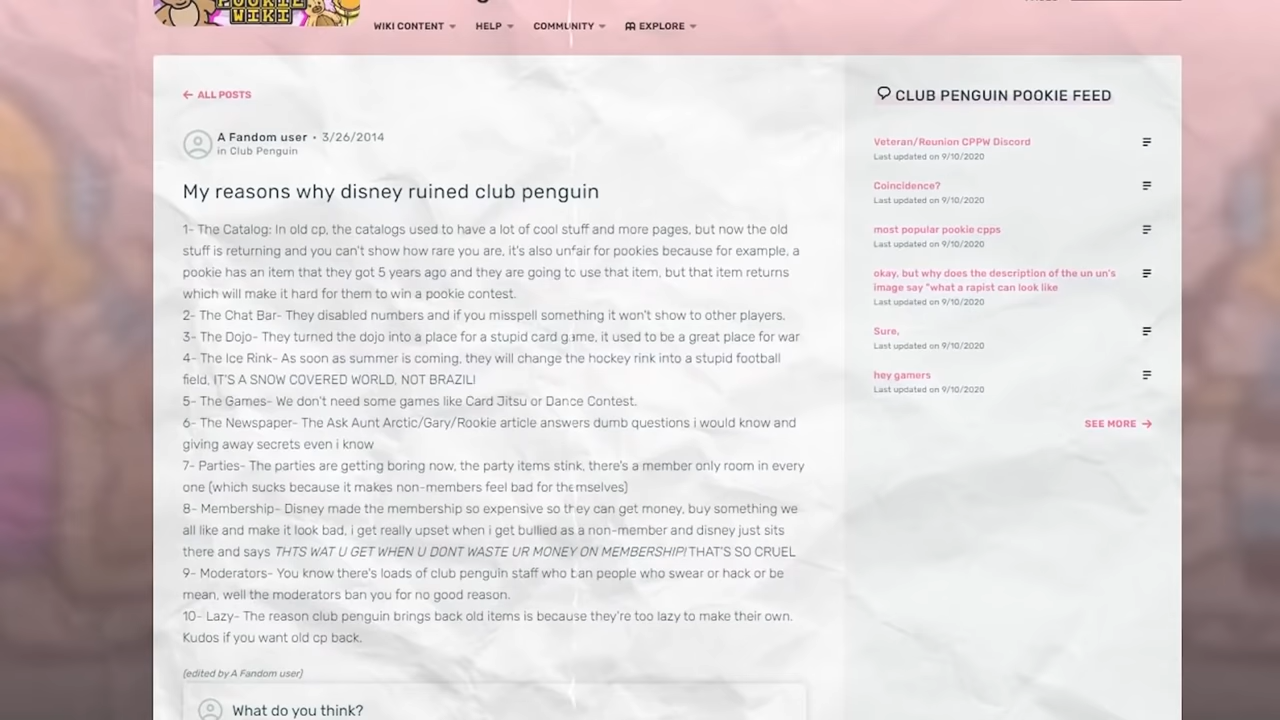 POOKIE
WIKI
WIKI CONTENT
HELP
COMMUNITY
EXPLORE
ALL POSTS
A Fandom user • 3/26/2014
in Club Penguin
My reasons why disney ruined club penguin
1- The Catalog: In old cp, the catalogs used to have a lot of cool stuff and more pages, but now the old
stuff is returning and you can't show how rare you are, it's also unfair for pookies because for example, a
pookie has an item that they got 5 years ago and they are going to use that item, but that item returns
which will make it hard for them to win a pookie contest.
2- The Chat Bar- They disabled numbers and if you misspell something it won't show to other players.
3- The Dojo- They turned the dojo into a place for a stupid card game, it used to be a great place for war
4- The Ice Rink- As soon as summer is coming, they will change the hockey rink into a stupid football
field, IT'S A SNOW COVERED WORLD, NOT BRAZIL!
5- The Games- We don't need some games like Card Jitsu or Dance Contest.
6- The Newspaper- The Ask Aunt Arctic/Gary/Rookie article answers dumb questions i would know and
giving away secrets even i know
7- Parties- The parties are getting boring now, the party items stink, there's a member only room in every
one (which sucks because it makes non-members feel bad for themselves)
8- Membership- Disney made the membership so expensive so they can get money, buy something we
all like and make it look bad, i get really upset when i get bullied as a non-member and disney just sits
there and says THTS WAT U GET WHEN U DONT WASTE UR MONEY ON MEMBERSHIP! THAT'S SO CRUEL
9- Moderators- You know there's loads of club penguin staff who ban people who swear or hack or be
mean, well the moderators ban you for no good reason.
10- Lazy- The reason club penguin brings back old items is because they're too lazy to make their own.
Kudos if you want old cp back.
(edited by A Fandom user)
What do you think?
CLUB PENGUIN POOKIE FEED
Veteran/Reunion CPPW Discord
Last updated on 9/10/2020
Coincidence?
Last updated on 9/10/2020
most popular pookie cpps
Last updated on 9/10/2020
okay, but why does the description of the un un's
image say "what a rapist can look like
Last updated on 9/10/2020
Sure,
Last updated on 9/10/2020
hey gamers
Last updated on 9/10/2020
SEE MORE